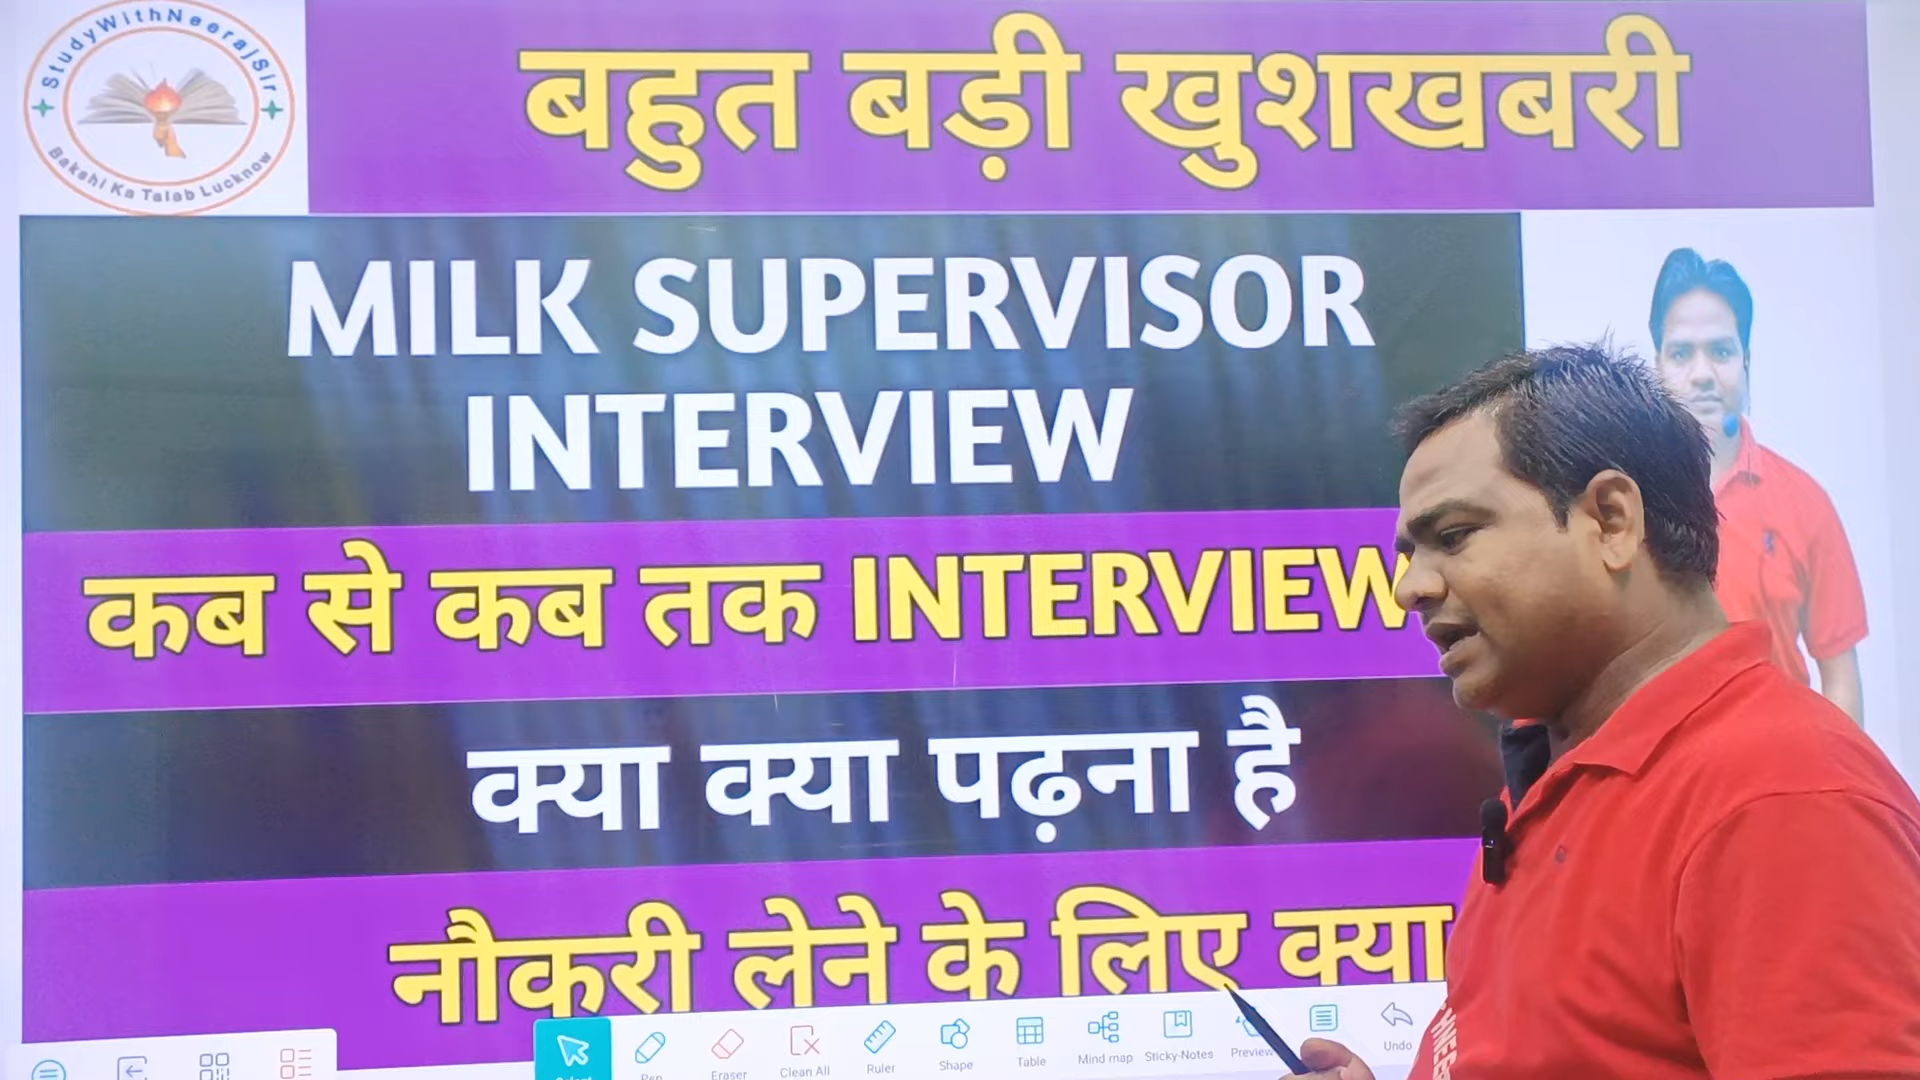 StudyWithNeerajSir
Bakshi Ka Talab Lucknow
बहुत बड़ी खुशखबरी
MILK SUPERVISOR
INTERVIEW
कब से कब तक INTERVIEW
क्या क्या पढ़ना है
नौकरी लेने के लिए क्या
Select Pen Eraser Clean All Ruler Shape Table Mind map Sticky-Notes Preview Undo